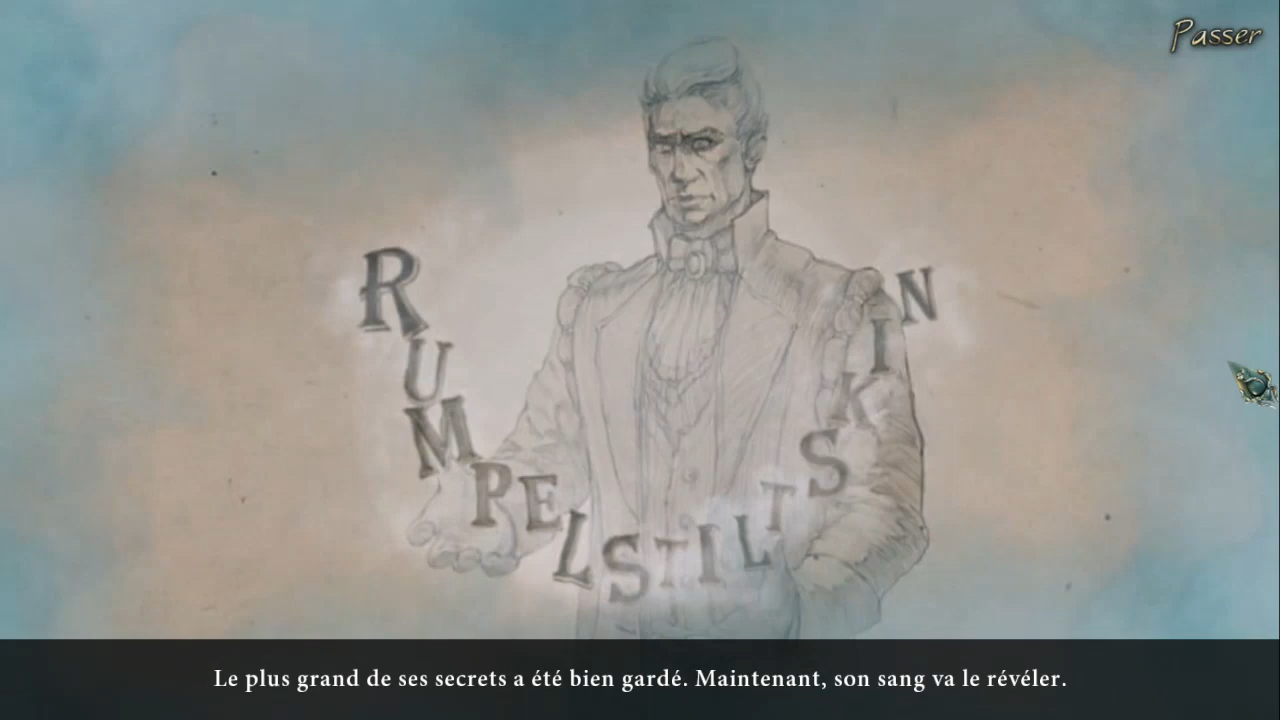 Passer
RUMPELSTILTSKIN
Le plus grand de ses secrets a été bien gardé. Maintenant, son sang va le révéler.